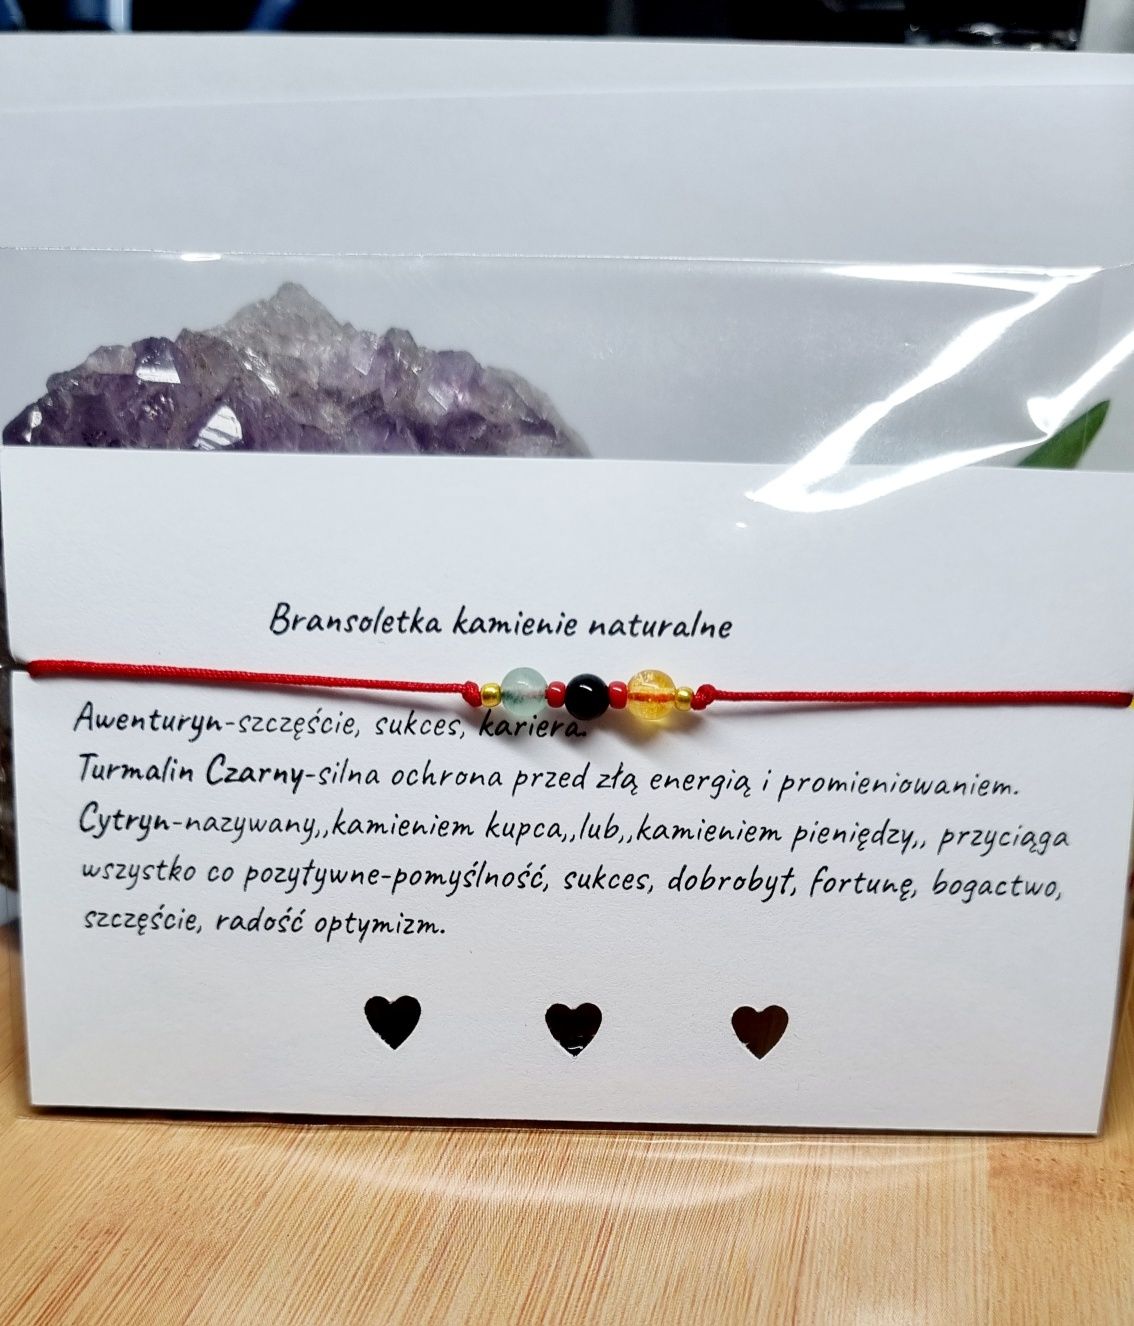 Bransoletka kamienie naturalne
Awenturyn-szczęście, sukces, kariera.
Turmalin Czarny-silna ochrona przed złą energią i promieniowaniem.
Cytryn-nazywany,,kamieniem kupca,,lub,,kamieniem pieniędzy,, przyciąga
wszystko co pozytywne-pomyślność, sukces, dobrobyt, fortunę, bogactwo,
szczęście, radość optymizm.